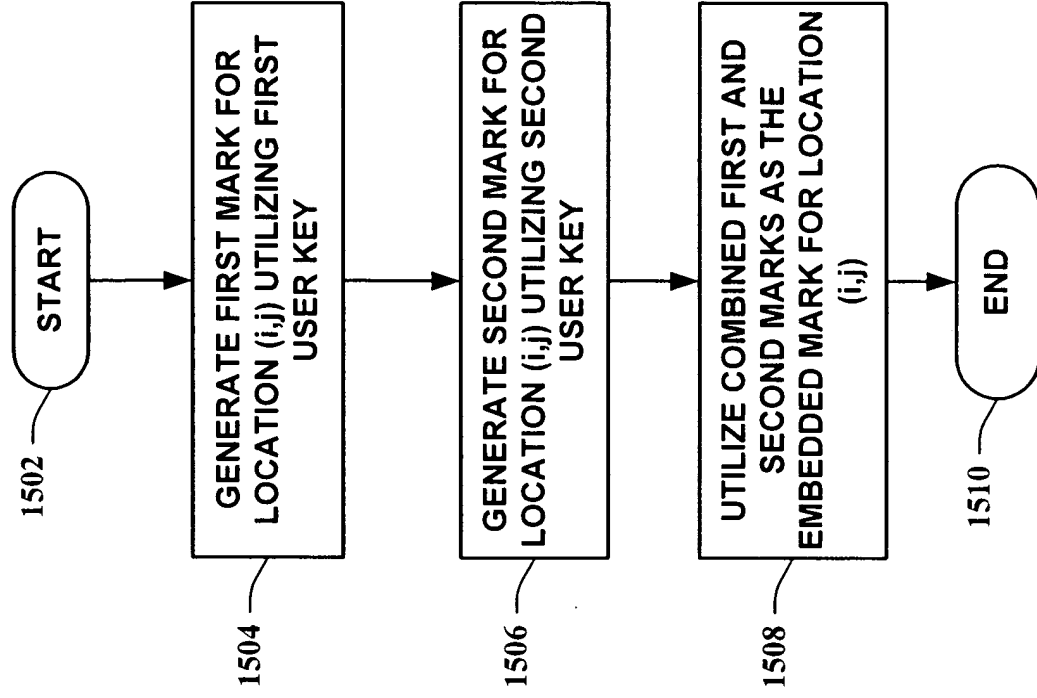 START
1502
GENERATE FIRST MARK FOR
LOCATION (i,j) UTILIZING FIRST
USER KEY
1504
GENERATE SECOND MARK FOR
LOCATION (i,j) UTILIZING SECOND
USER KEY
1506
UTILIZE COMBINED FIRST AND
SECOND MARKS AS THE
EMBEDDED MARK FOR LOCATION
(i,j)
1508
END
1510